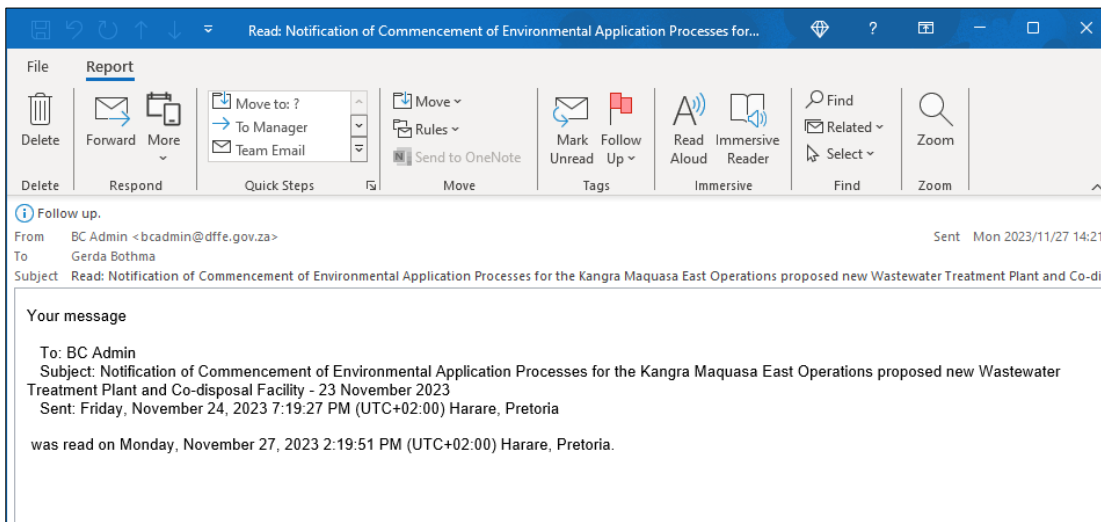 Read: Notification of Commencement of Environmental Application Processes for...
?
File Report
Delete
Forward More
Move to: ?
To Manager
Team Email
Move
Rules
Send to OneNote
Mark Unread
Follow Up
Read Aloud
Immersive Reader
Find
Related
Select
Zoom
Delete Respond Quick Steps Move Tags Immersive Find Zoom
Follow up.
From BC Admin <bcadmin@dffe.gov.za> Sent Mon 2023/11/27 14:21
To Gerda Bothma
Subject Read: Notification of Commencement of Environmental Application Processes for the Kangra Maquasa East Operations proposed new Wastewater Treatment Plant and Co-di
Your message
To: BC Admin
Subject: Notification of Commencement of Environmental Application Processes for the Kangra Maquasa East Operations proposed new Wastewater
Treatment Plant and Co-disposal Facility - 23 November 2023
Sent: Friday, November 24, 2023 7:19:27 PM (UTC+02:00) Harare, Pretoria
was read on Monday, November 27, 2023 2:19:51 PM (UTC+02:00) Harare, Pretoria.